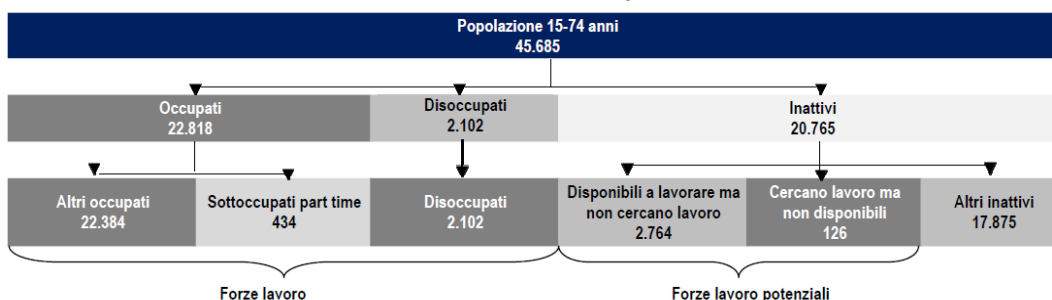 Popolazione 15-74 anni
45.685
Occupati
22.818
Disoccupati
2.102
Inattivi
20.765
Altri occupati
22.384
Sottoccupati part time
434
Disoccupati
2.102
Disponibili a lavorare ma
non cercano lavoro
2.764
Cercano lavoro ma
non disponibili
126
Altri inattivi
17.875
Forze lavoro
Forze lavoro potenziali